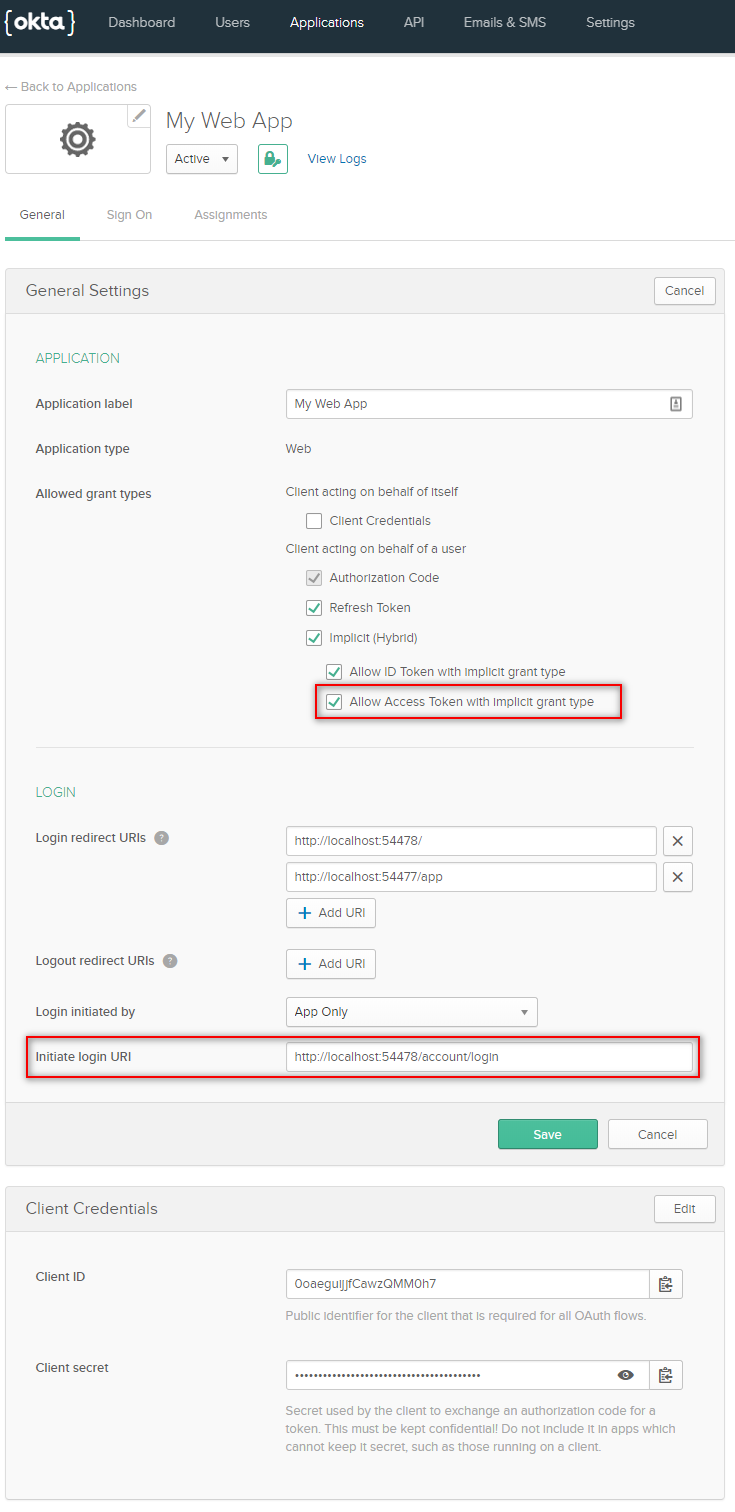 {okta} Dashboard Users Applications API Emails & SMS Settings
← Back to Applications
My Web App
Active View Logs
General Sign On Assignments
General Settings Cancel
APPLICATION
Application label My Web App
Application type Web
Allowed grant types Client acting on behalf of itself
Client Credentials
Client acting on behalf of a user
Authorization Code
Refresh Token
Implicit (Hybrid)
Allow ID Token with implicit grant type
Allow Access Token with implicit grant type
LOGIN
Login redirect URIs ? http://localhost:54478/
http://localhost:54477/app
+ Add URI
Logout redirect URIs ? + Add URI
Login initiated by App Only
Initiate login URI http://localhost:54478/account/login
Save Cancel
Client Credentials Edit
Client ID 0oaeguijjfCawzQMM0h7
Public identifier for the client that is required for all OAuth flows.
Client secret ••••••••••••••••••••••••••••••••••••••••
Secret used by the client to exchange an authorization code for a
token. This must be kept confidential! Do not include it in apps which
cannot keep it secret, such as those running on a client.